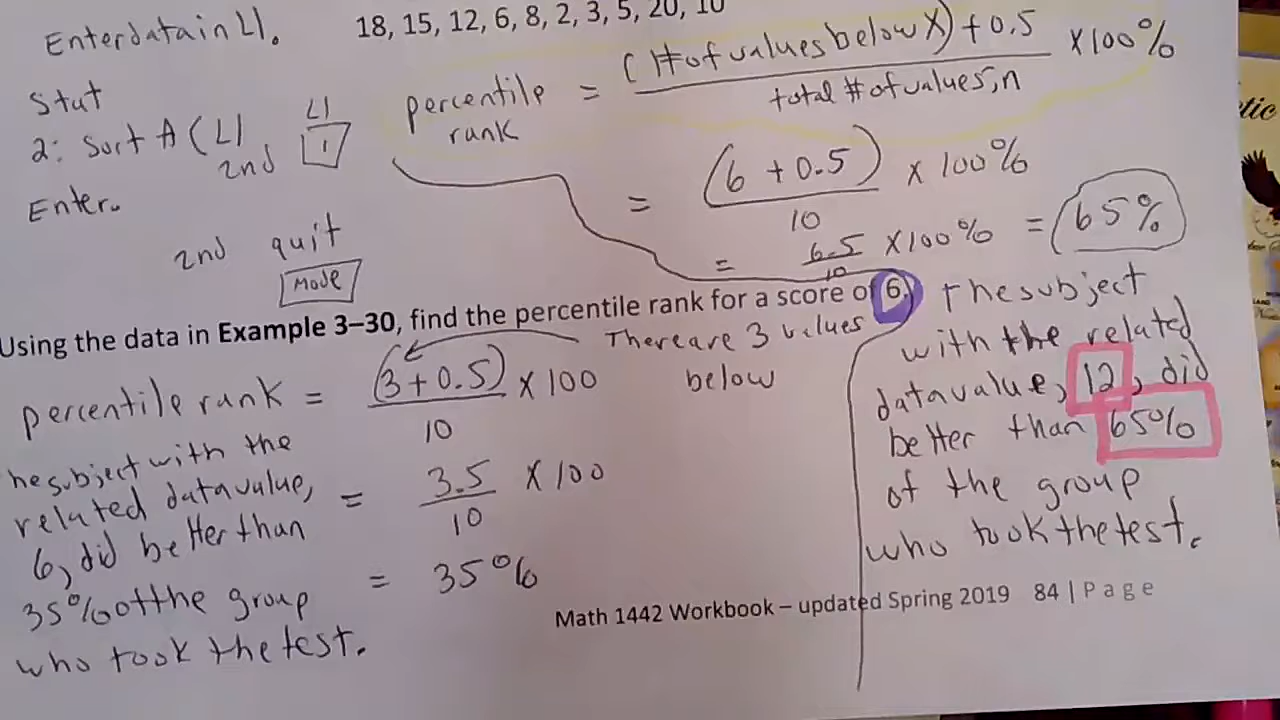 Enter data in L1.
18, 15, 12, 6, 8, 2, 3, 5, 20, 10
Stat
2: Sort A (L1
2nd
L1
1
Enter.
2nd quit
Mode
percentile rank = (# of values below X) + 0.5 / total # of values, n × 100%
= (6 + 0.5) / 10 × 100%
= 6.5 / 10 × 100% = 65%
Using the data in Example 3–30, find the percentile rank for a score of 6.
There are 3 values
below
percentile rank = (3 + 0.5) / 10 × 100
= 3.5 / 10 × 100
= 35%
he subject with the
related data value,
6, did better than
35% of the group
who took the test.
The subject
with the related
data value, 12, did
better than 65%
of the group
who took the test.
Math 1442 Workbook – updated Spring 2019 84 | P a g e
tic